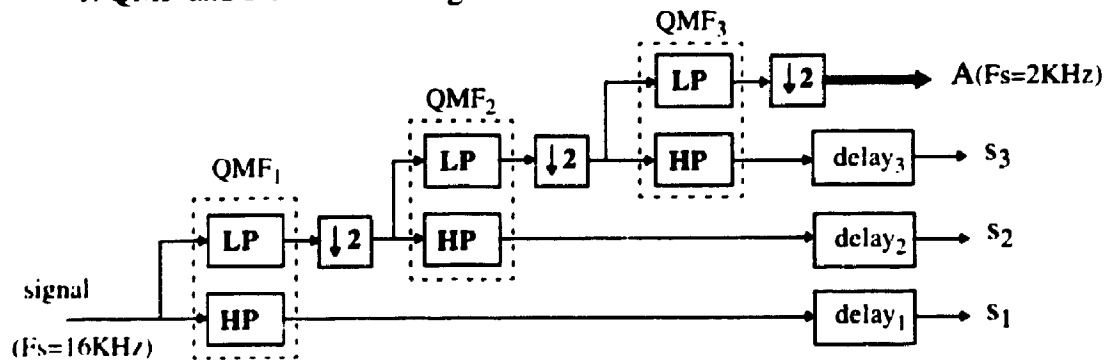 QMF3
LP
↓2
A(Fs=2KHz)
QMF2
LP
↓2
HP
delay3
s3
QMF1
LP
↓2
HP
delay2
s2
signal
HP
delay1
s1
(Fs=16KHz)